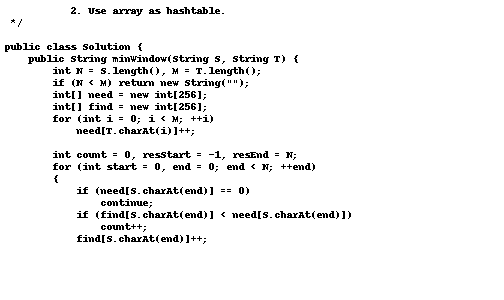 2. Use array as hashtable.
*/
public class Solution {
public String minWindow(String S, String T) {
int N = S.length(), M = T.length();
if (N < M) return new String("");
int[] need = new int[256];
int[] find = new int[256];
for (int i = 0; i < M; ++i)
need[T.charAt(i)]++;
int count = 0, resStart = -1, resEnd = N;
for (int start = 0, end = 0; end < N; ++end)
{
if (need[S.charAt(end)] == 0)
continue;
if (find[S.charAt(end)] < need[S.charAt(end)])
count++;
find[S.charAt(end)]++;